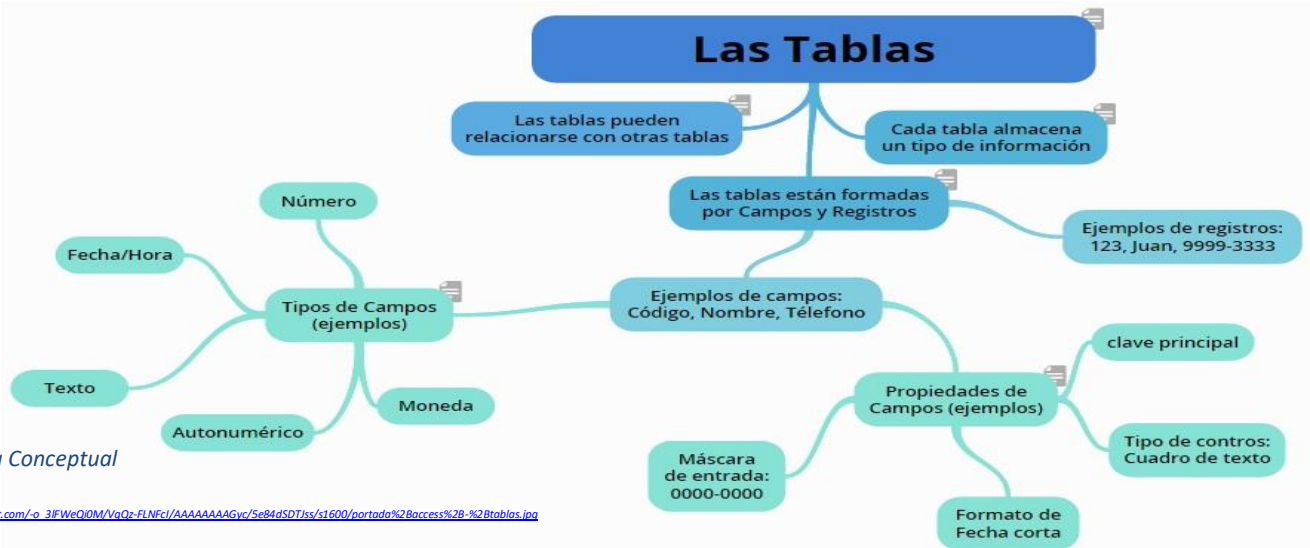 Las Tablas
Las tablas pueden
relacionarse con otras tablas
Cada tabla almacena
un tipo de información
Las tablas están formadas
por Campos y Registros
Ejemplos de registros:
123, Juan, 9999-3333
Ejemplos de campos:
Código, Nombre, Télefono
Tipos de Campos
(ejemplos)
Número
Fecha/Hora
Texto
Autonumérico
Moneda
Propiedades de
Campos (ejemplos)
clave principal
Tipo de contros:
Cuadro de texto
Máscara
de entrada:
0000-0000
Formato de
Fecha corta
Conceptual